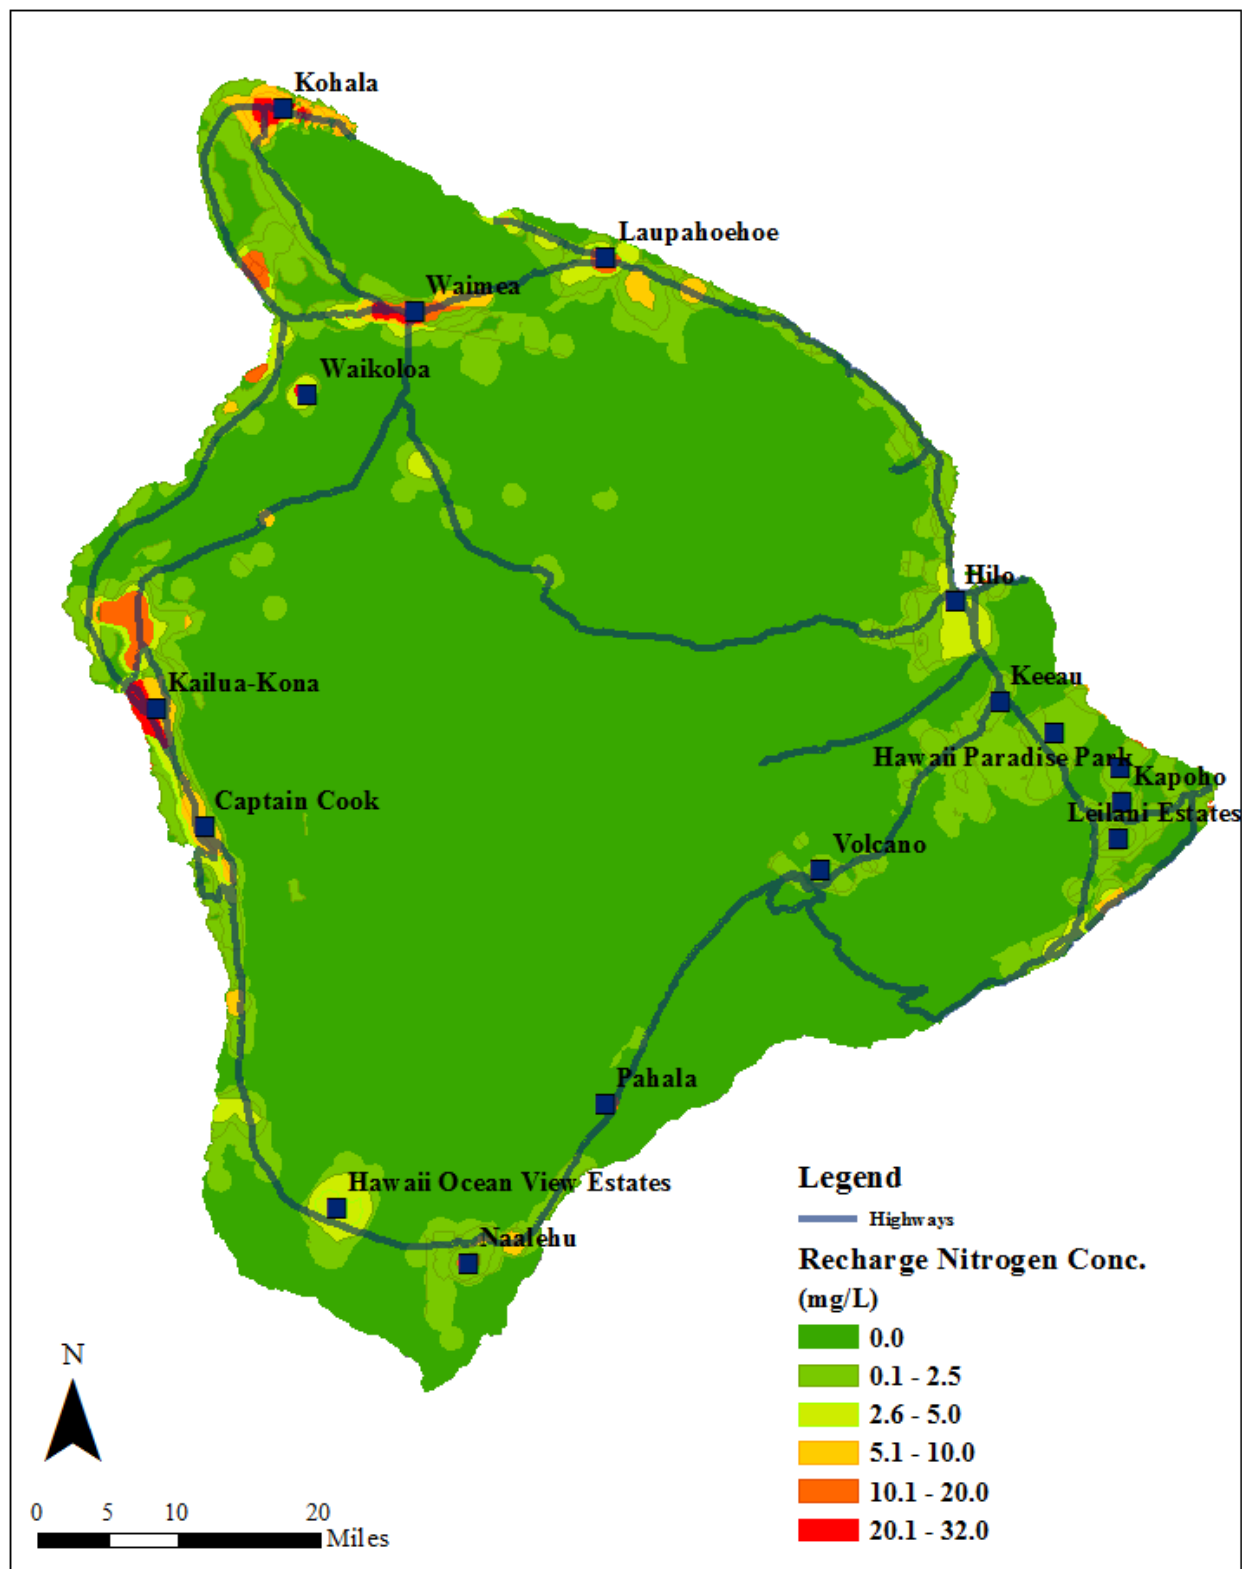 Kohala
Laupahoehoe
Waimea
Waikoloa
Hilo
Keeau
Kailua-Kona
Hawaii Paradise Park
Kapoho
Captain Cook
Leilani Estates
Volcano
Pahala
Hawaii Ocean View Estates
Naalehu
Legend
Highways
Recharge Nitrogen Conc.
(mg/L)
0.0
0.1 - 2.5
2.6 - 5.0
5.1 - 10.0
10.1 - 20.0
20.1 - 32.0
N
0 5 10 20
Miles